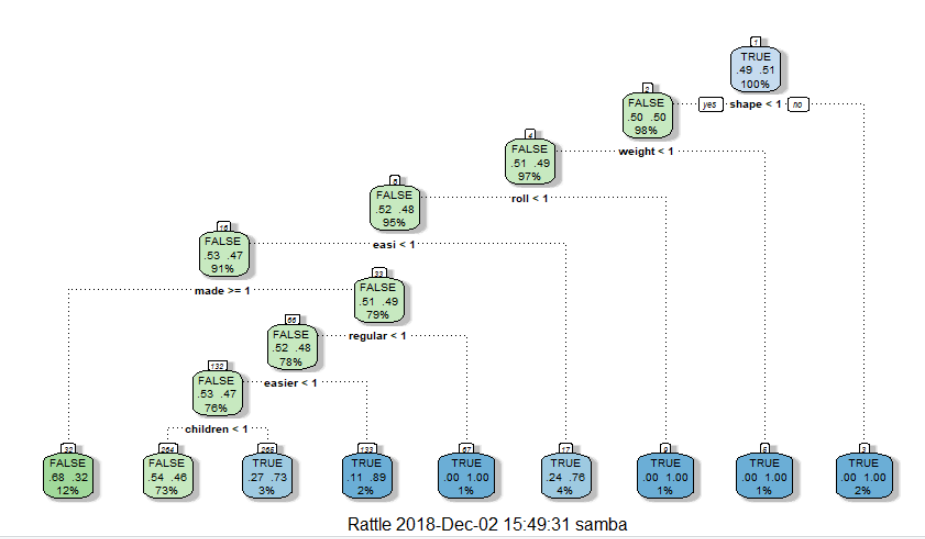 1
TRUE
.49 .51
100%
yes shape < 1 no
2
FALSE
.50 .50
98%
weight < 1
4
FALSE
.51 .49
97%
roll < 1
8
FALSE
.52 .48
95%
easi < 1
16
FALSE
.53 .47
91%
made >= 1
33
FALSE
.51 .49
79%
regular < 1
66
FALSE
.52 .48
78%
easier < 1
132
FALSE
.53 .47
76%
children < 1
32
FALSE
.68 .32
12%
264
FALSE
.54 .46
73%
265
TRUE
.27 .73
3%
133
TRUE
.11 .89
2%
67
TRUE
.00 1.00
1%
17
TRUE
.24 .76
4%
9
TRUE
.00 1.00
1%
5
TRUE
.00 1.00
1%
3
TRUE
.00 1.00
2%
Rattle 2018-Dec-02 15:49:31 samba